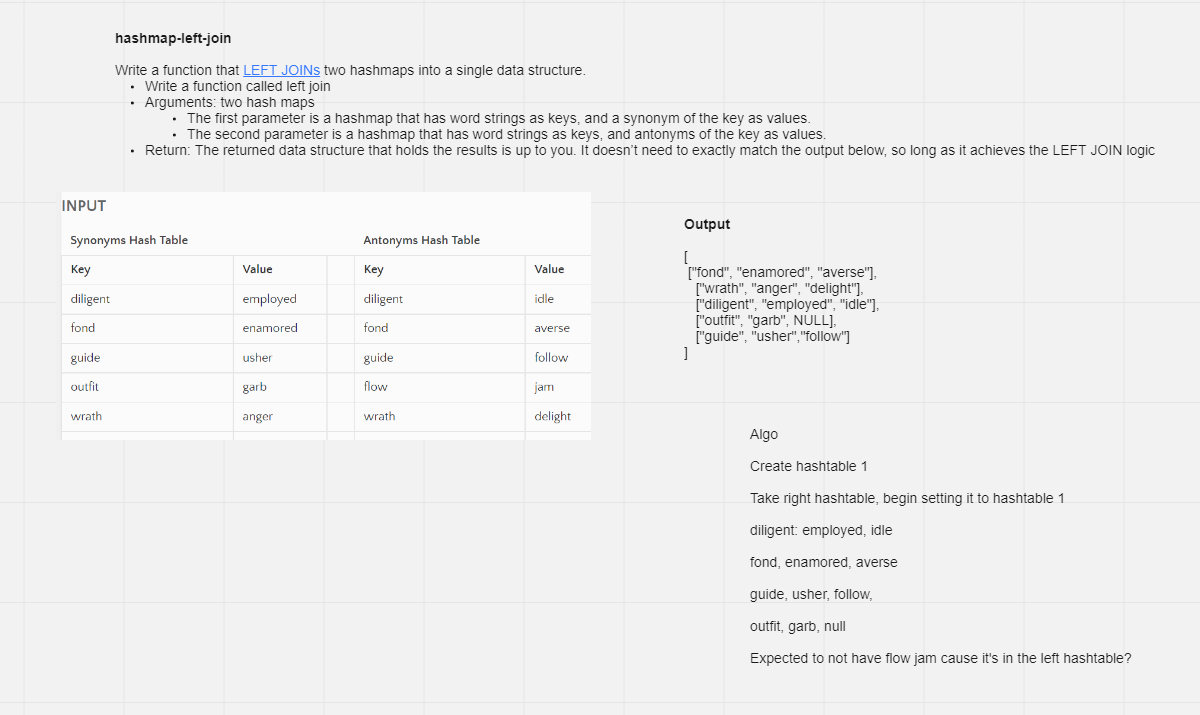 hashmap-left-join
Write a function that LEFT JOINs two hashmaps into a single data structure.
• Write a function called left join
• Arguments: two hash maps
• The first parameter is a hashmap that has word strings as keys, and a synonym of the key as values.
• The second parameter is a hashmap that has word strings as keys, and antonyms of the key as values.
• Return: The returned data structure that holds the results is up to you. It doesn't need to exactly match the output below, so long as it achieves the LEFT JOIN logic
INPUT
Synonyms Hash Table Antonyms Hash Table
Key Value Key Value
diligent employed diligent idle
fond enamored fond averse
guide usher guide follow
outfit garb flow jam
wrath anger wrath delight
Output
[
["fond", "enamored", "averse"],
["wrath", "anger", "delight"],
["diligent", "employed", "idle"],
["outfit", "garb", NULL],
["guide", "usher","follow"]
]
Algo
Create hashtable 1
Take right hashtable, begin setting it to hashtable 1
diligent: employed, idle
fond, enamored, averse
guide, usher, follow,
outfit, garb, null
Expected to not have flow jam cause it's in the left hashtable?